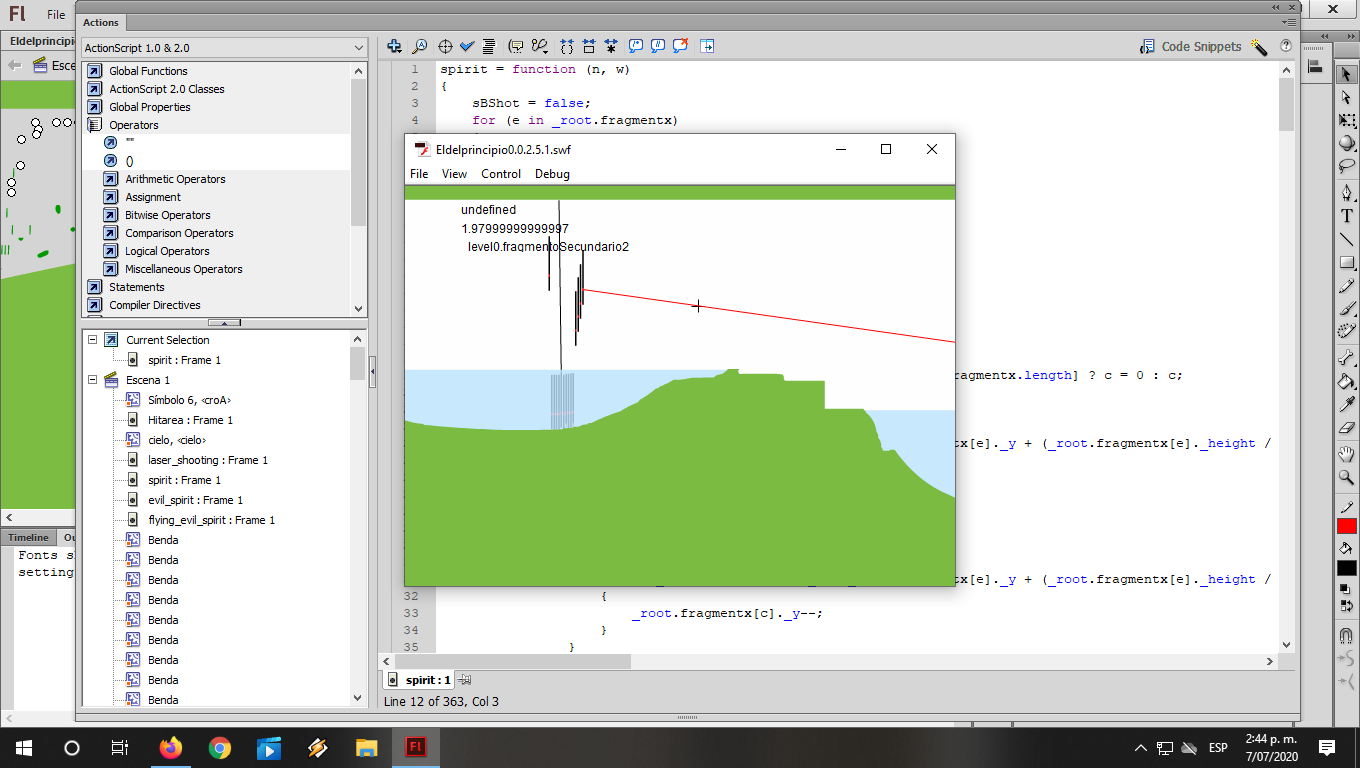 Fl File
Actions
Eldelprincipio
ActionScript 1.0 & 2.0
Code Snippets
Esce
Global Functions
ActionScript 2.0 Classes
Global Properties
Operators
""
()
Arithmetic Operators
Assignment
Bitwise Operators
Comparison Operators
Logical Operators
Miscellaneous Operators
Statements
Compiler Directives
Current Selection
spirit : Frame 1
Escena 1
Símbolo 6, <croA>
Hitarea : Frame 1
cielo, <cielo>
laser_shooting : Frame 1
spirit : Frame 1
evil_spirit : Frame 1
flying_evil_spirit : Frame 1
Benda
Benda
Benda
Benda
Benda
Benda
Benda
Benda
Benda
Timeline Ou
Fonts s
setting
1 spirit = function (n, w)
2 {
3 sBShot = false;
4 for (e in _root.fragmentx)
Eldelprincipio0.0.2.5.1.swf
File View Control Debug
undefined
1.97999999999997
level0.fragmentoSecundario2
ragmentx.length] ? c = 0 : c;
tx[e]._y + (_root.fragmentx[e]._height /
tx[e]._y + (_root.fragmentx[e]._height /
32 {
33 _root.fragmentx[c]._y--;
34 }
35 }
spirit : 1
Line 12 of 363, Col 3
Fl
ESP
2:44 p. m.
7/07/2020